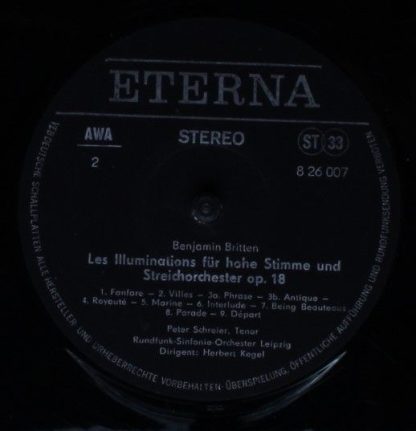 ETERNA
AWA
STEREO
ST 33
2
8 26 007
Benjamin Britten
Les Illuminations für hohe Stimme und
Streichorchester op. 18
1. Fanfare – 2. Villes – 3a. Phrase – 3b. Antique –
4. Royauté – 5. Marine – 6. Interlude – 7. Being Beauteous
8. Parade – 9. Départ
Peter Schreier, Tenor
Rundfunk-Sinfonie-Orchester Leipzig
Dirigent: Herbert Kegel
VEB DEUTSCHE SCHALLPLATTEN ALLE HERSTELLER UND URHEBERRECHTE VORBEHALTEN · ÜBERSPIELUNG, ÖFFENTLICHE AUFFÜHRUNG UND RUNDFUNKSENDUNG VERBOTEN